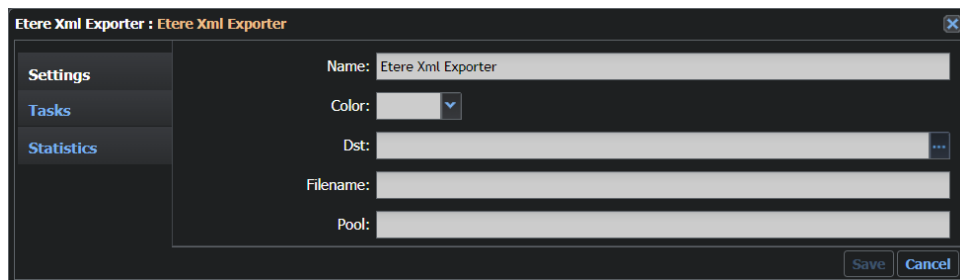 Etere Xml Exporter : Etere Xml Exporter
Settings
Tasks
Statistics
Name: Etere Xml Exporter
Color:
Dst: ...
Filename:
Pool:
Save Cancel